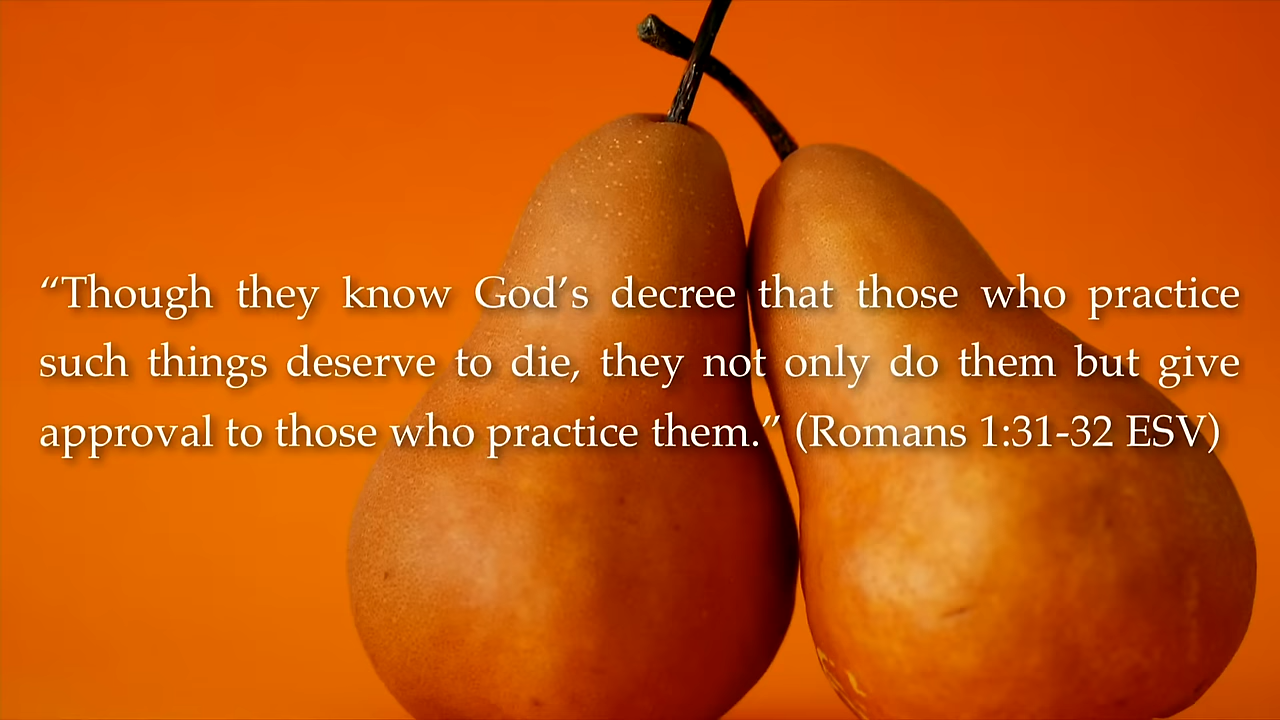 “Though they know God’s decree that those who practice
such things deserve to die, they not only do them but give
approval to those who practice them.” (Romans 1:31-32 ESV)